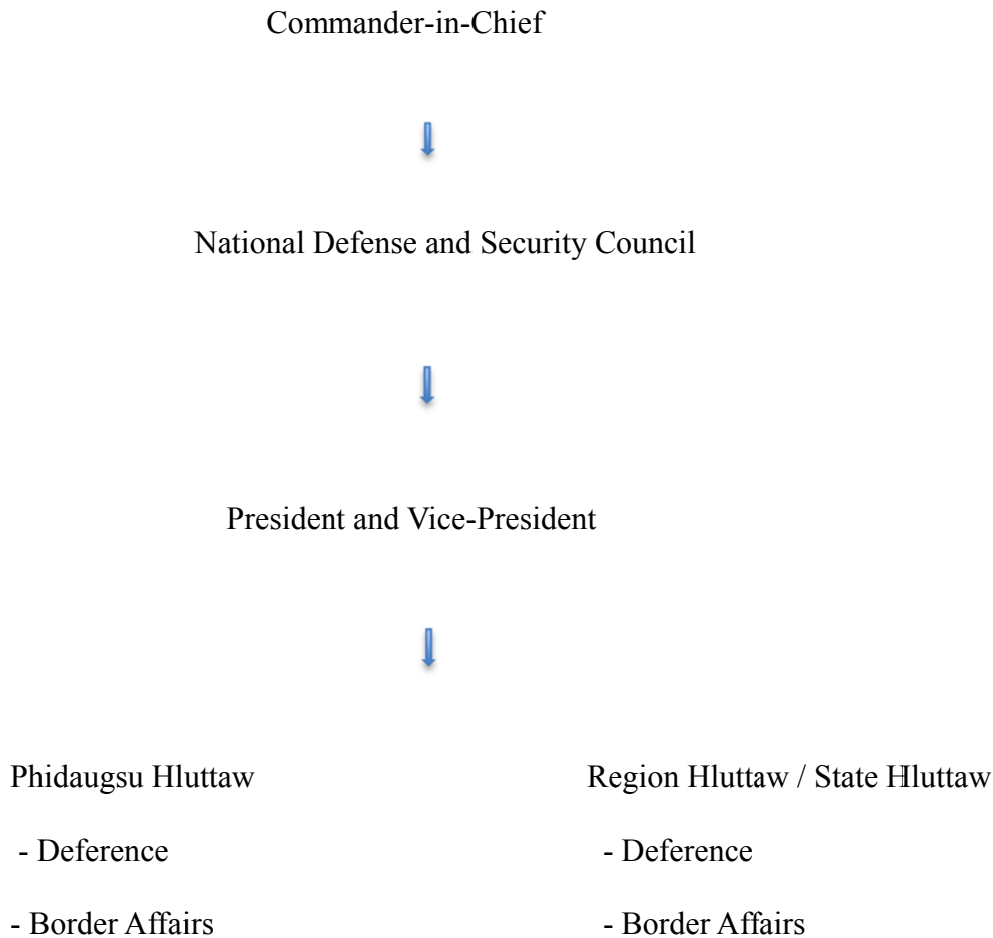 Commander-in-Chief
National Defense and Security Council
President and Vice-President
Phidaugsu Hluttaw Region Hluttaw / State Hluttaw
- Deference - Deference
- Border Affairs - Border Affairs